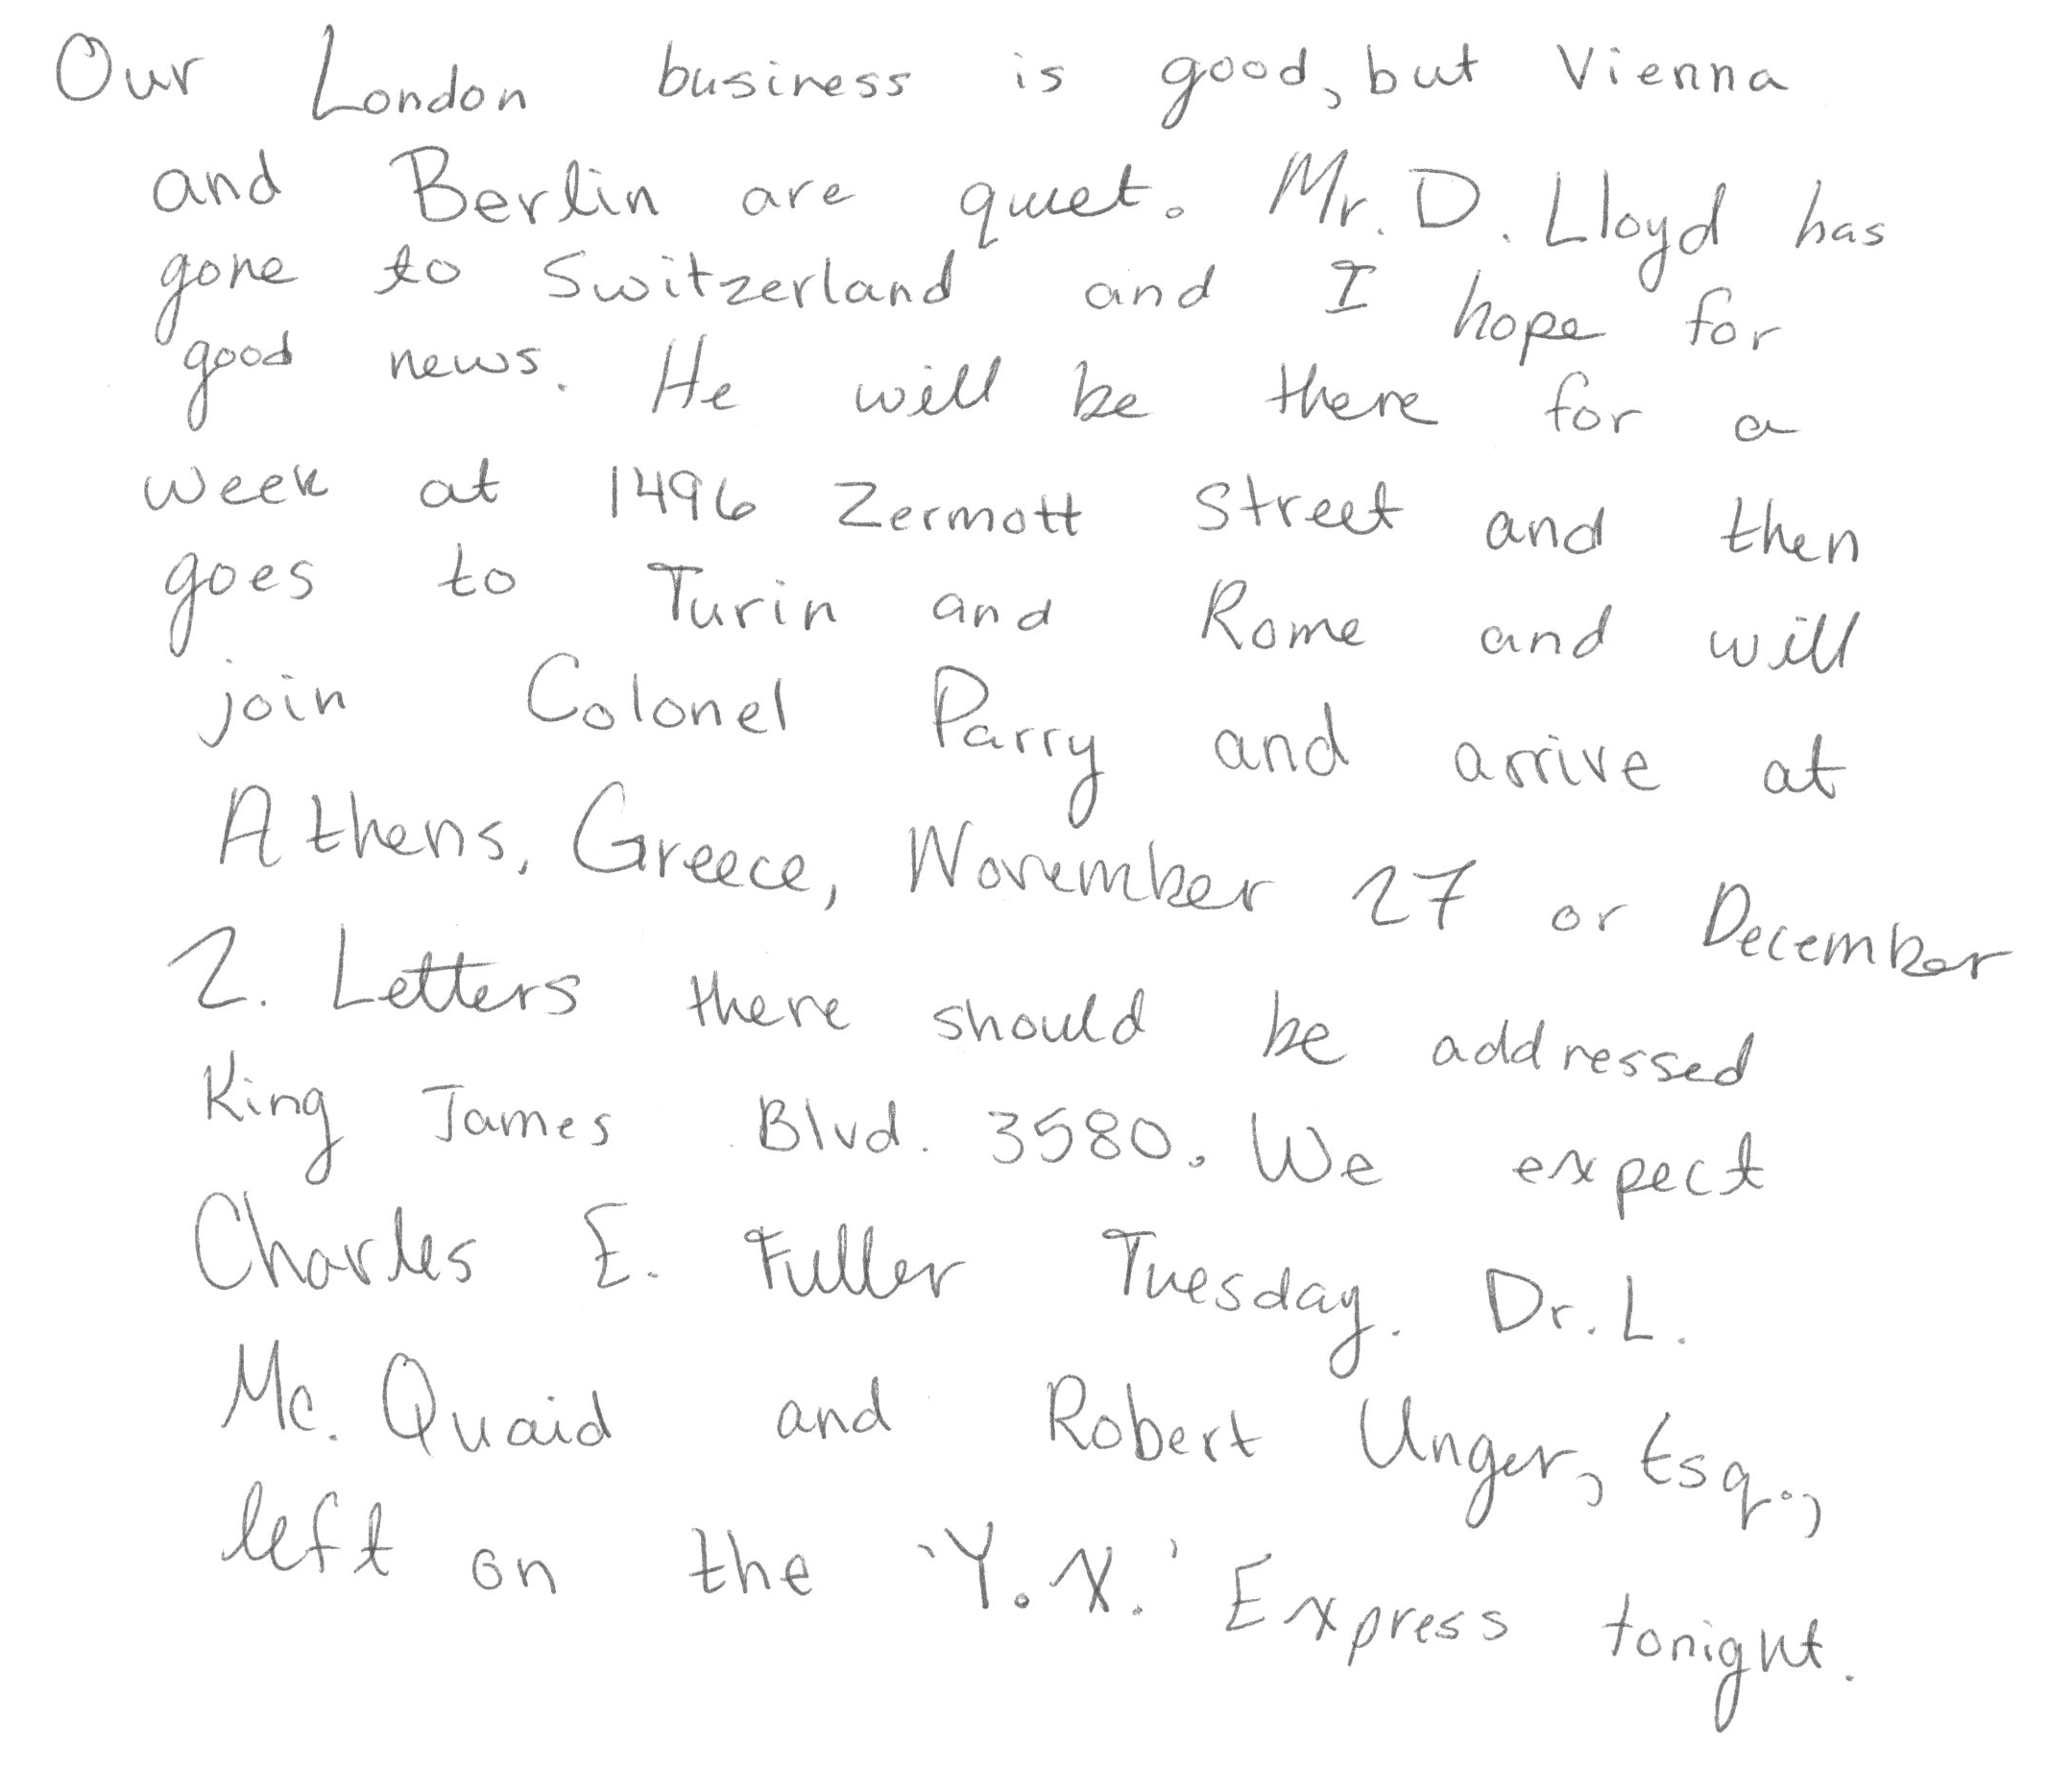 Our London business is good, but Vienna
and Berlin are quiet. Mr. D. Lloyd has
gone to Switzerland and I hope for
good news. He will be there for a
week at 1496 Zermott Street and then
goes to Turin and Rome and will
join Colonel Parry and arrive at
Athens, Greece, November 27 or December
2. Letters there should be addressed
King James Blvd. 3580. We expect
Charles E. Fuller Tuesday. Dr. L.
Mc. Quaid and Robert Unger, Esq.,
left on the 'Y.X.' Express tonight.